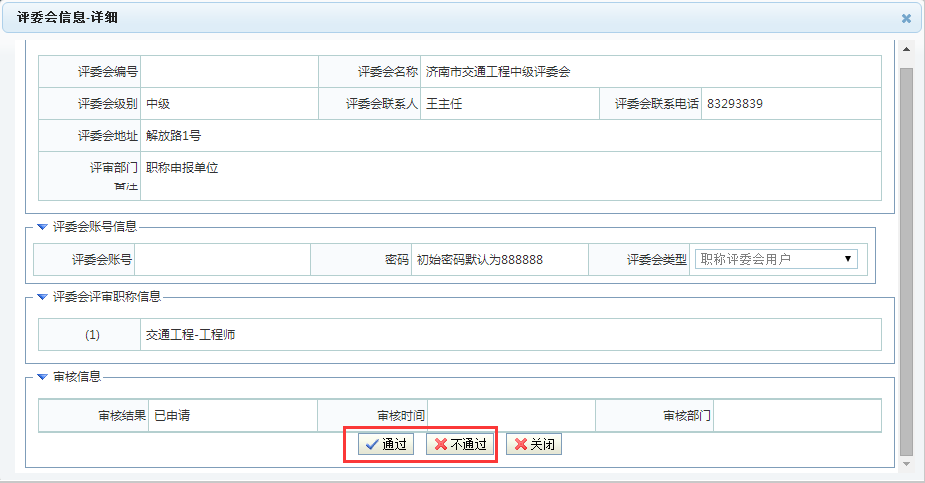 评委会信息-详细
评委会编号 评委会名称 济南市交通工程中级评委会
评委会级别 中级 评委会联系人 王主任 评委会联系电话 83293839
评委会地址 解放路1号
评审部门 职称申报单位
备注
评委会账号信息
评委会账号 密码 初始密码默认为888888 评委会类型 职称评委会用户
评委会评审职称信息
(1) 交通工程-工程师
审核信息
审核结果 已申请 审核时间 审核部门
通过 不通过 关闭